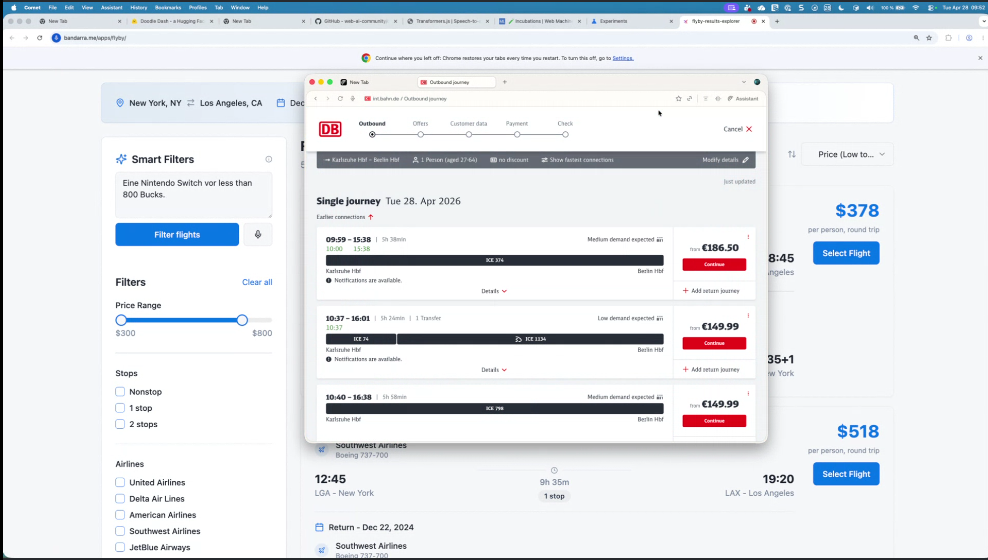 Comet File Edit View Assistant History Bookmarks Profiles Tab Window Help
100 % Tue Apr 28 09:52
New Tab
Doodle Dash - a Hugging F
New Tab
GitHub - web-ai-community
Transformers.js | Speech-to
Incubations | Web Machin
Experiments
flyby-results-explorer
bandarra.me/apps/flyby/
Continue where you left off: Chrome restores your tabs every time you restart. To turn this off, go to Settings.
New York, NY
Los Angeles, CA
Smart Filters
Eine Nintendo Switch vor less than
800 Bucks.
Filter flights
Filters
Clear all
Price Range
$300
$800
Stops
Nonstop
1 stop
2 stops
Airlines
United Airlines
Delta Air Lines
American Airlines
Southwest Airlines
JetBlue Airways
New Tab
Outbound journey
int.bahn.de / Outbound journey
Assistant
DB
Outbound
Offers
Customer data
Payment
Check
Cancel
Karlsruhe Hbf – Berlin Hbf
1 Person (aged 27-64)
no discount
Show fastest connections
Modify details
Just updated
Single journey Tue 28. Apr 2026
Earlier connections
09:59 – 15:38 | 5h 38min
Medium demand expected
10:00 15:38
ICE 374
Karlsruhe Hbf
Berlin Hbf
Notifications are available.
Details
from €186.50
Continue
Add return journey
10:37 – 16:01 | 5h 24min | 1 Transfer
Low demand expected
10:37
ICE 74
ICE 1134
Karlsruhe Hbf
Berlin Hbf
Notifications are available.
Details
from €149.99
Continue
Add return journey
10:40 – 16:38 | 5h 58min
Medium demand expected
ICE 798
Karlsruhe Hbf
Berlin Hbf
from €149.99
Continue
Price (Low to...
$378
per person, round trip
Select Flight
$518
per person, round trip
Select Flight
Southwest Airlines
Boeing 737-700
12:45
LGA - New York
9h 35m
1 stop
19:20
LAX - Los Angeles
Return - Dec 22, 2024
Southwest Airlines
Boeing 737-700